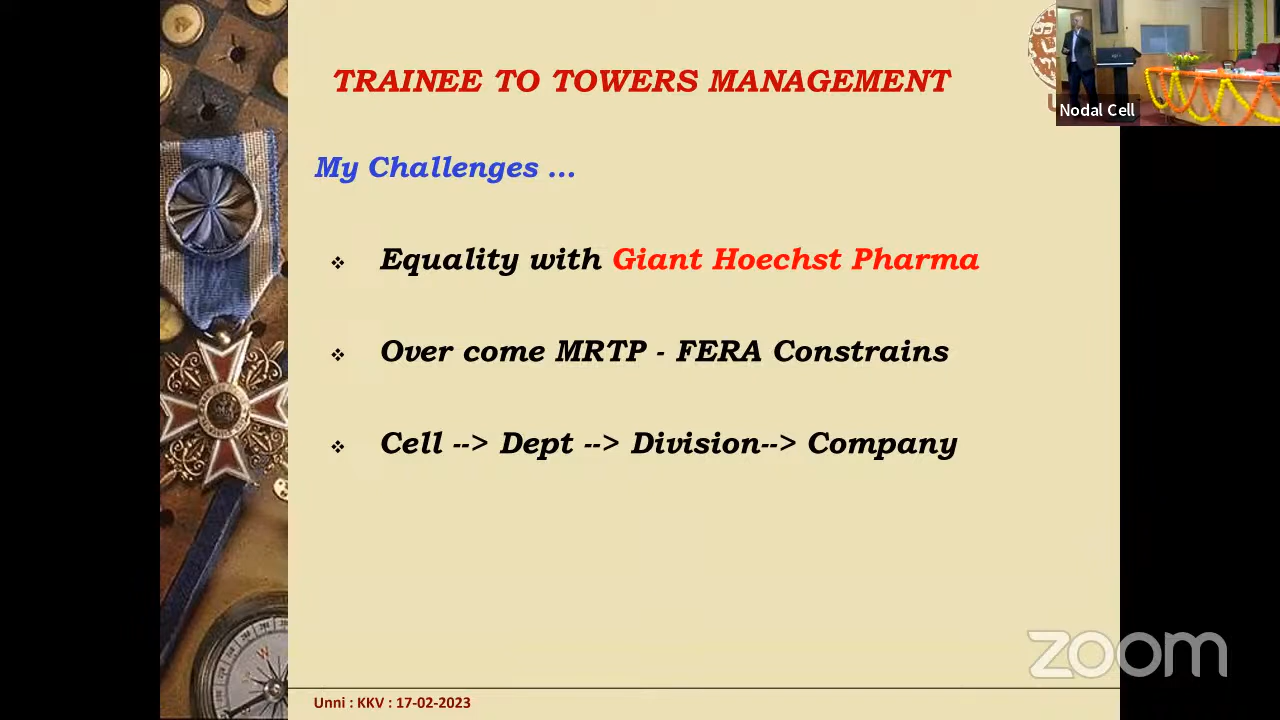 TRAINEE TO TOWERS MANAGEMENT
Nodal Cell
My Challenges ...
❖ Equality with Giant Hoechst Pharma
❖ Over come MRTP - FERA Constrains
❖ Cell --> Dept --> Division--> Company
zoom
Unni : KKV : 17-02-2023